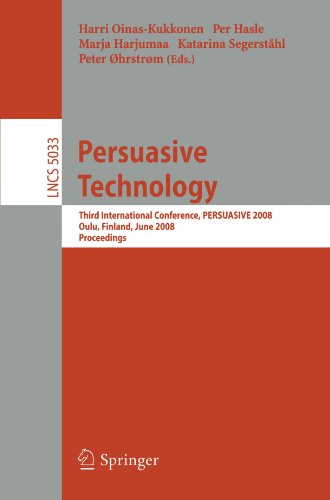 Harri Oinas-Kukkonen Per Hasle
Marja Harjumaa Katarina Segerståhl
Peter Øhrstrøm (Eds.)
LNCS 5033
Persuasive
Technology
Third International Conference, PERSUASIVE 2008
Oulu, Finland, June 2008
Proceedings
Springer